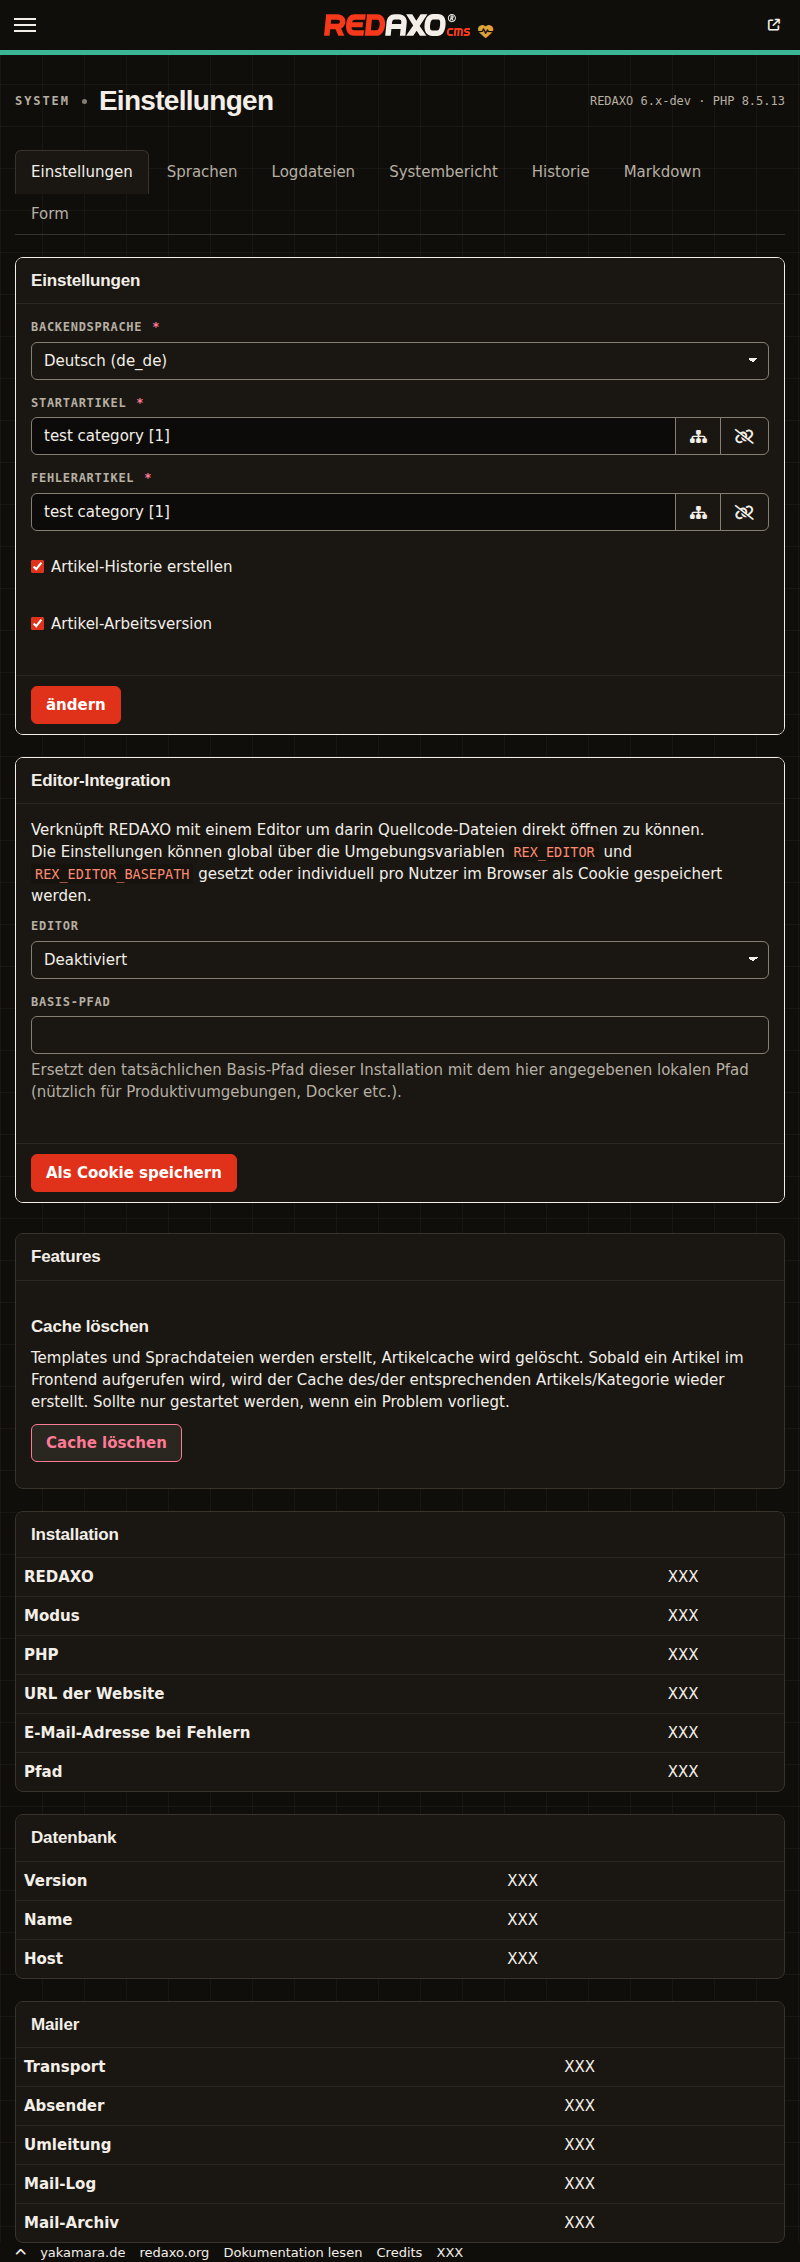 REDAXO® cms
SYSTEM • Einstellungen
REDAXO 6.x-dev · PHP 8.5.13
Einstellungen Sprachen Logdateien Systembericht Historie Markdown
Form
Einstellungen
BACKENDSPRACHE *
Deutsch (de_de)
STARTARTIKEL *
test category [1]
FEHLERARTIKEL *
test category [1]
Artikel-Historie erstellen
Artikel-Arbeitsversion
ändern
Editor-Integration
Verknüpft REDAXO mit einem Editor um darin Quellcode-Dateien direkt öffnen zu können.
Die Einstellungen können global über die Umgebungsvariablen REX_EDITOR und
REX_EDITOR_BASEPATH gesetzt oder individuell pro Nutzer im Browser als Cookie gespeichert
werden.
EDITOR
Deaktiviert
BASIS-PFAD
Ersetzt den tatsächlichen Basis-Pfad dieser Installation mit dem hier angegebenen lokalen Pfad
(nützlich für Produktivumgebungen, Docker etc.).
Als Cookie speichern
Features
Cache löschen
Templates und Sprachdateien werden erstellt, Artikelcache wird gelöscht. Sobald ein Artikel im
Frontend aufgerufen wird, wird der Cache des/der entsprechenden Artikels/Kategorie wieder
erstellt. Sollte nur gestartet werden, wenn ein Problem vorliegt.
Cache löschen
Installation
REDAXO XXX
Modus XXX
PHP XXX
URL der Website XXX
E-Mail-Adresse bei Fehlern XXX
Pfad XXX
Datenbank
Version XXX
Name XXX
Host XXX
Mailer
Transport XXX
Absender XXX
Umleitung XXX
Mail-Log XXX
Mail-Archiv XXX
yakamara.de redaxo.org Dokumentation lesen Credits XXX